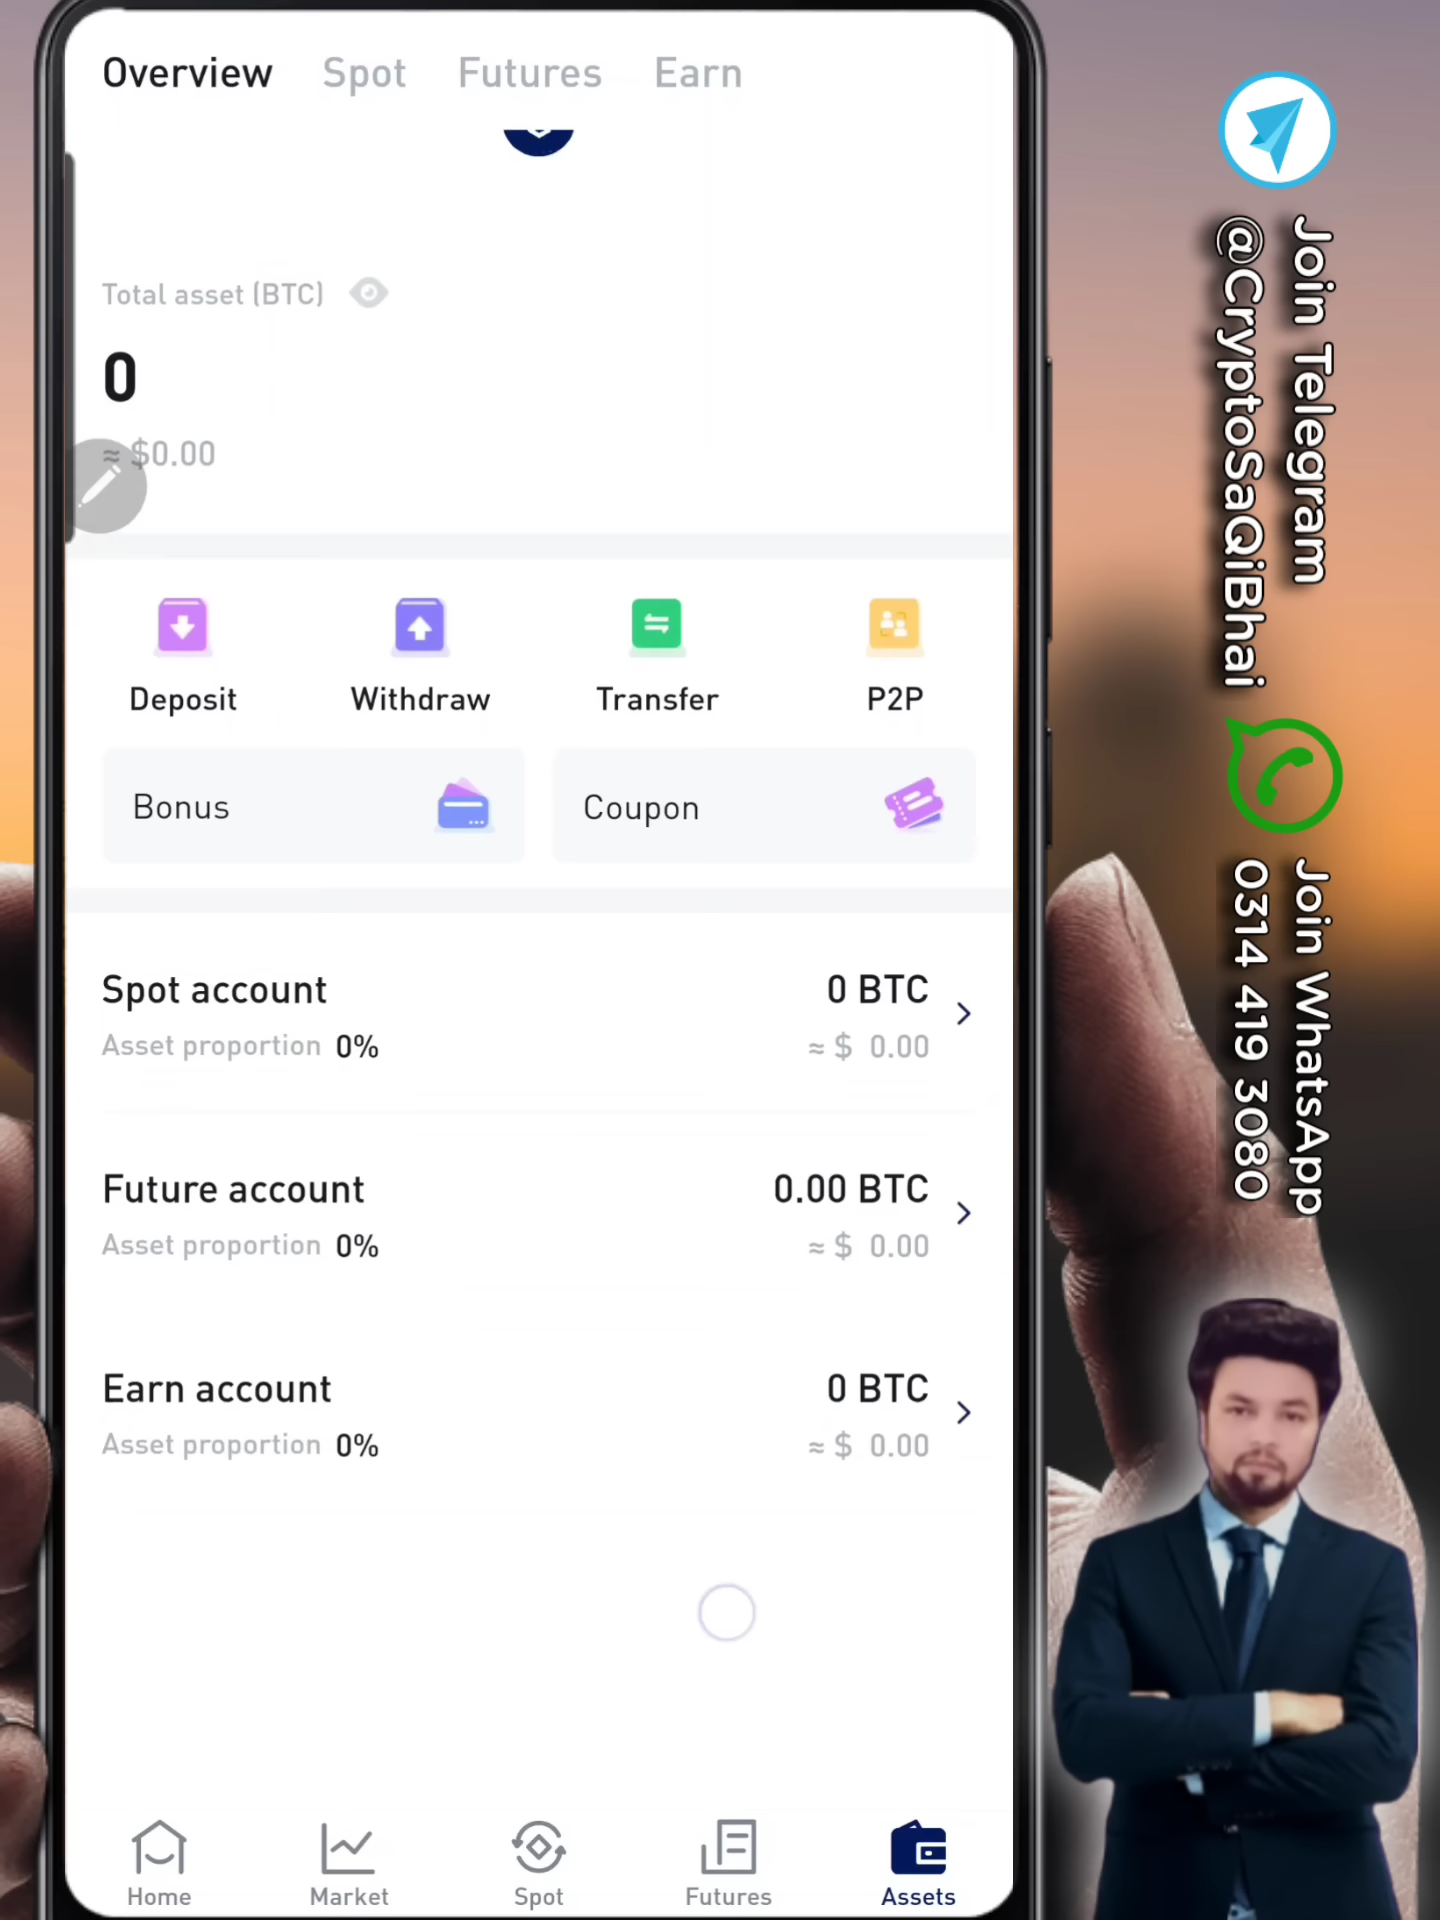 Overview Spot Futures Earn
Total asset (BTC)
0
≈ $0.00
Deposit Withdraw Transfer P2P
Bonus Coupon
Spot account 0 BTC
Asset proportion 0% ≈ $ 0.00
Future account 0.00 BTC
Asset proportion 0% ≈ $ 0.00
Earn account 0 BTC
Asset proportion 0% ≈ $ 0.00
Home Market Spot Futures Assets
Join Telegram
@CryptoSaQiBhai
Join WhatsApp
0314 419 3080